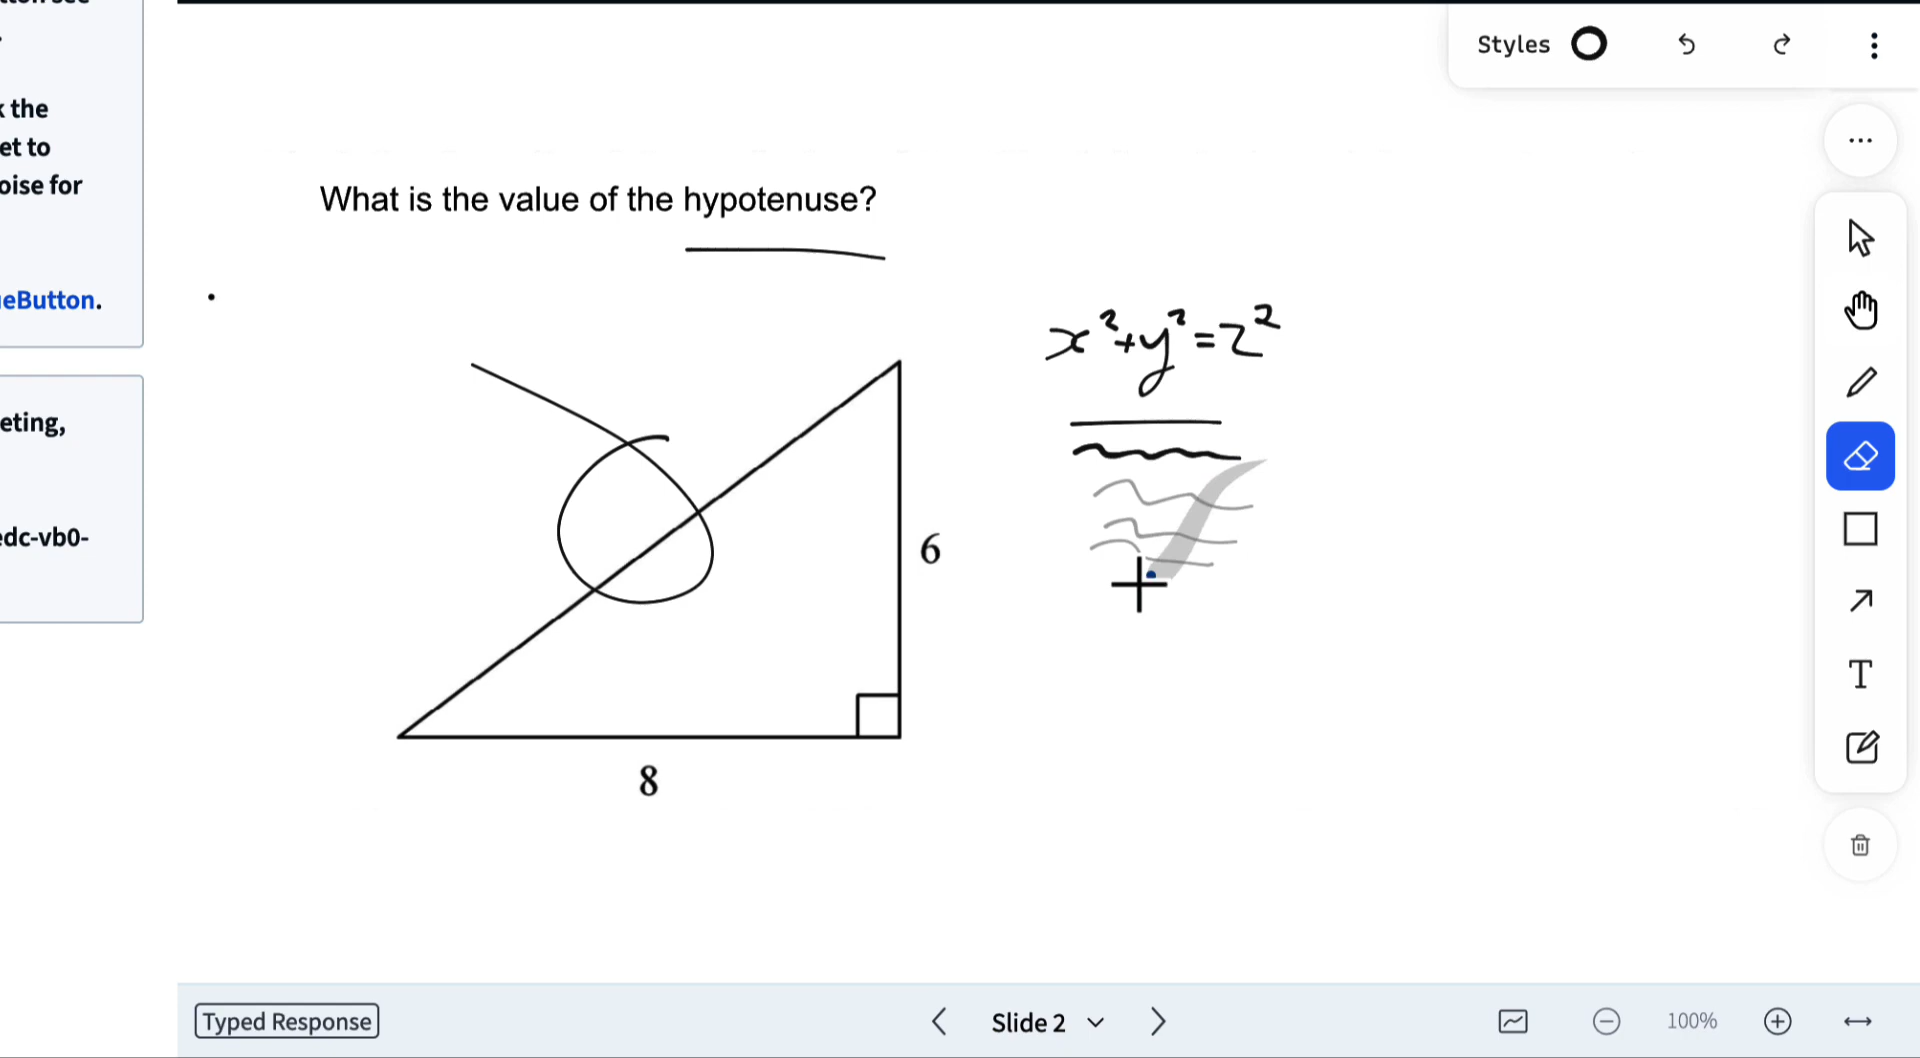 k the
et to
oise for
eButton.
eting,
edc-vb0-
Styles
What is the value of the hypotenuse?
x²+y²=z²
6
8
T
Typed Response
Slide 2
100%